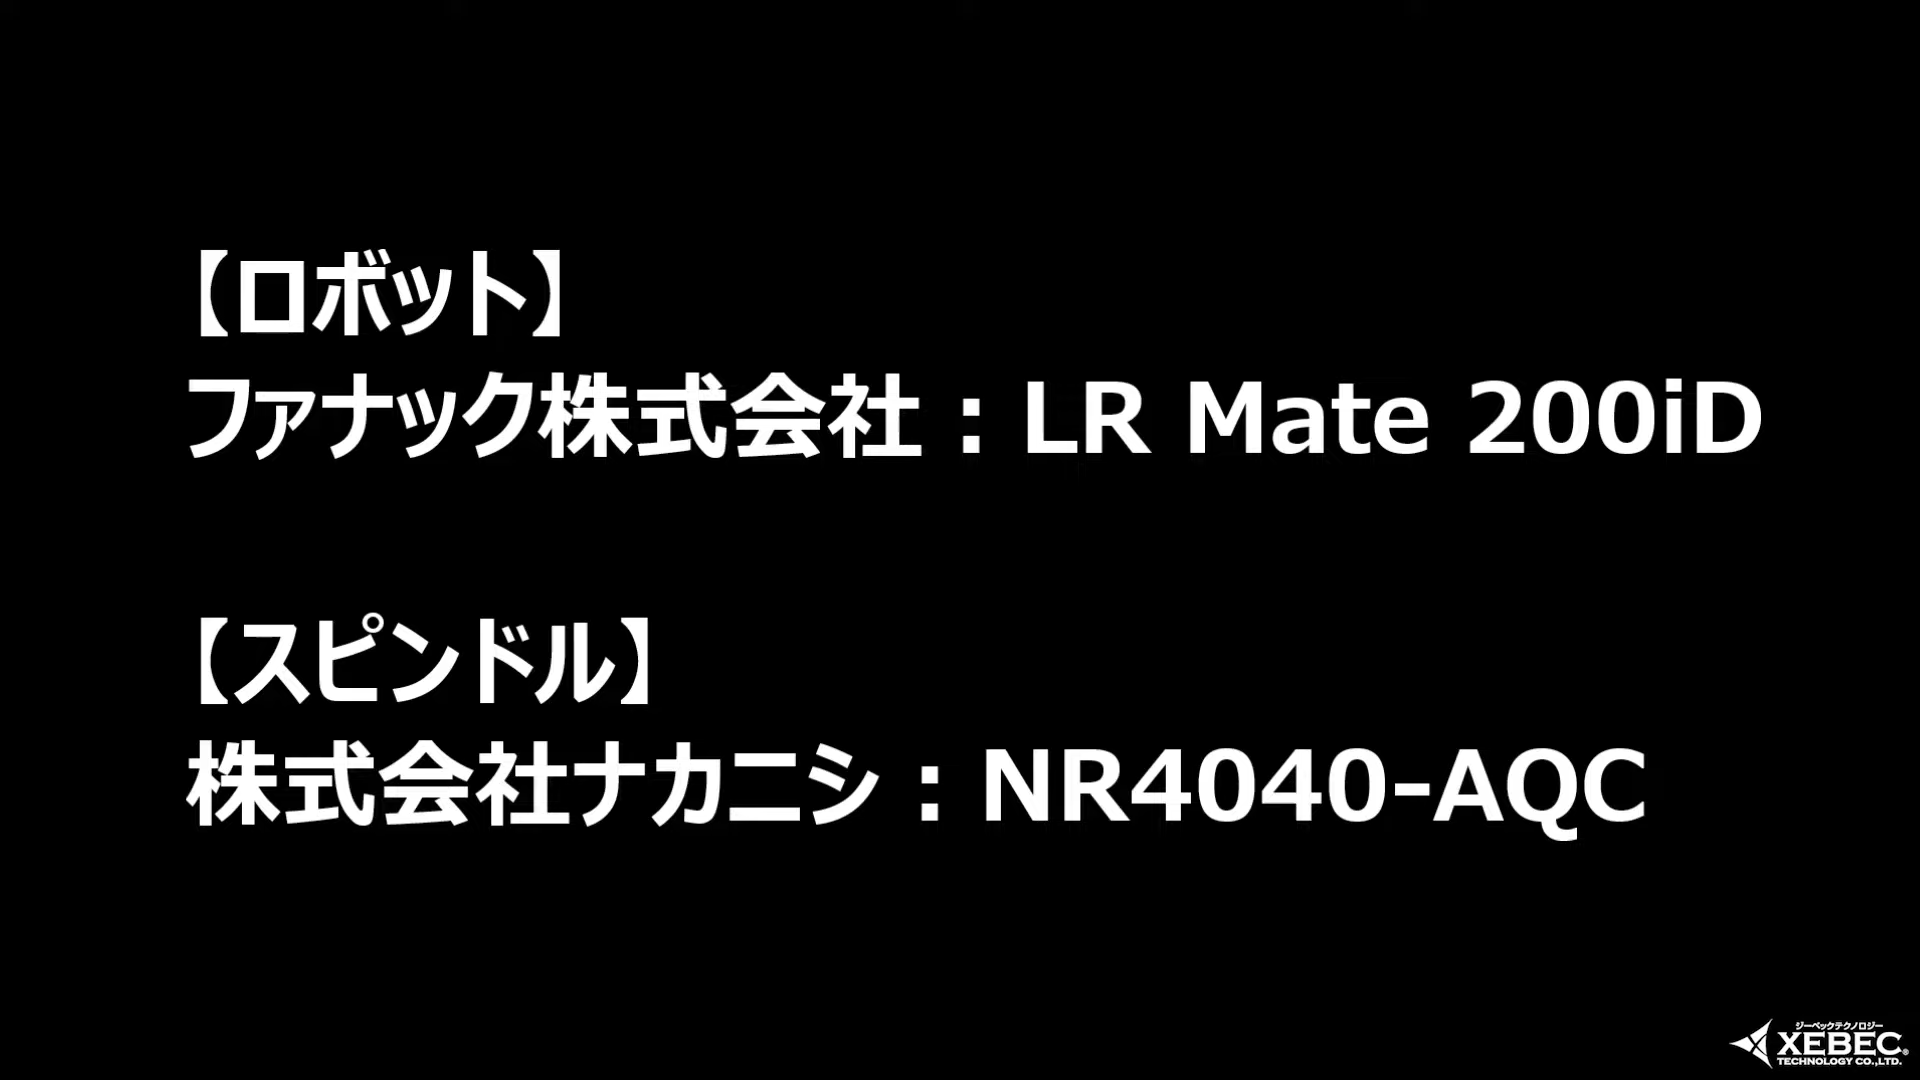 【ロボット】
ファナック株式会社：LR Mate 200iD
【スピンドル】
株式会社ナカニシ：NR4040-AQC
ジーベックテクノロジー
XEBEC®
TECHNOLOGY CO.,LTD.